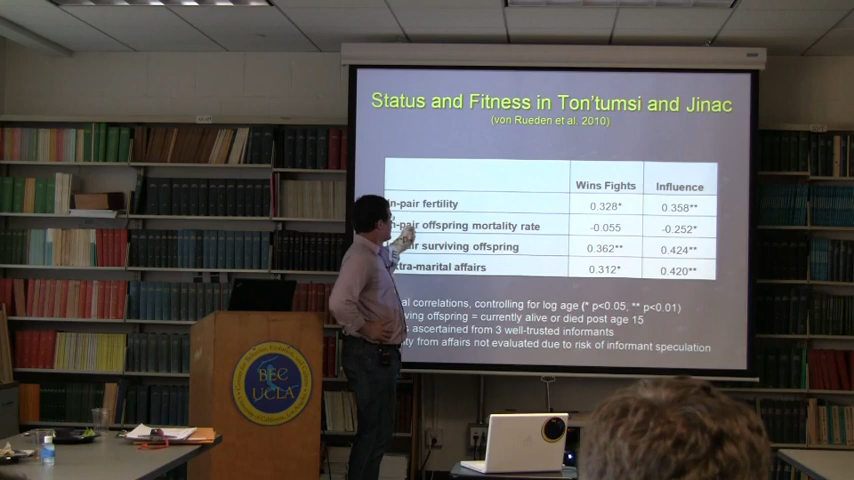 Status and Fitness in Ton'tumsi and Jinac
(von Rueden et al. 2010)
Wins Fights Influence
In-pair fertility 0.328* 0.358**
n-pair offspring mortality rate -0.055 -0.252*
air surviving offspring 0.362** 0.424**
xtra-marital affairs 0.312* 0.420**
al correlations, controlling for log age (* p<0.05, ** p<0.01)
ving offspring = currently alive or died post age 15
s ascertained from 3 well-trusted informants
ty from affairs not evaluated due to risk of informant speculation
BEC
UCLA